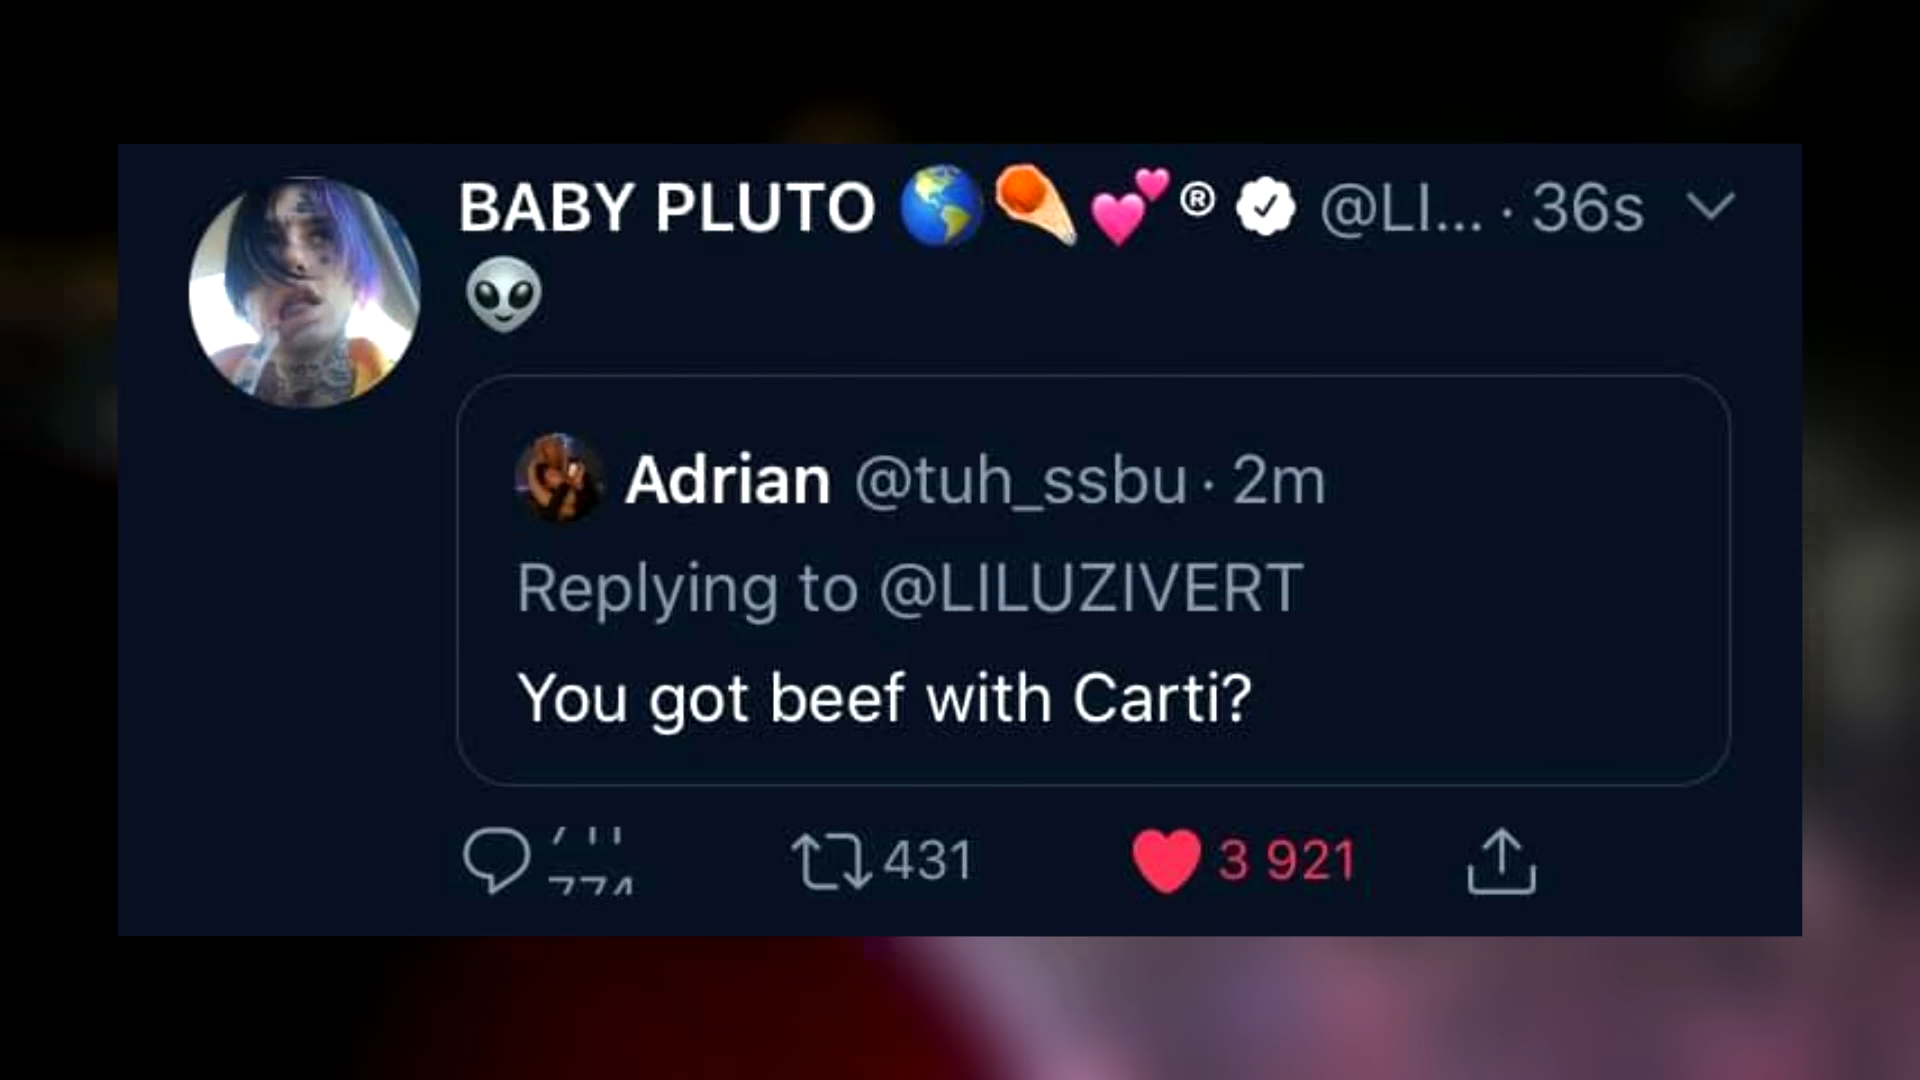 BABY PLUTO 🌎☄️💕® @LI... · 36s
👽
Adrian @tuh_ssbu · 2m
Replying to @LILUZIVERT
You got beef with Carti?
431 3 921